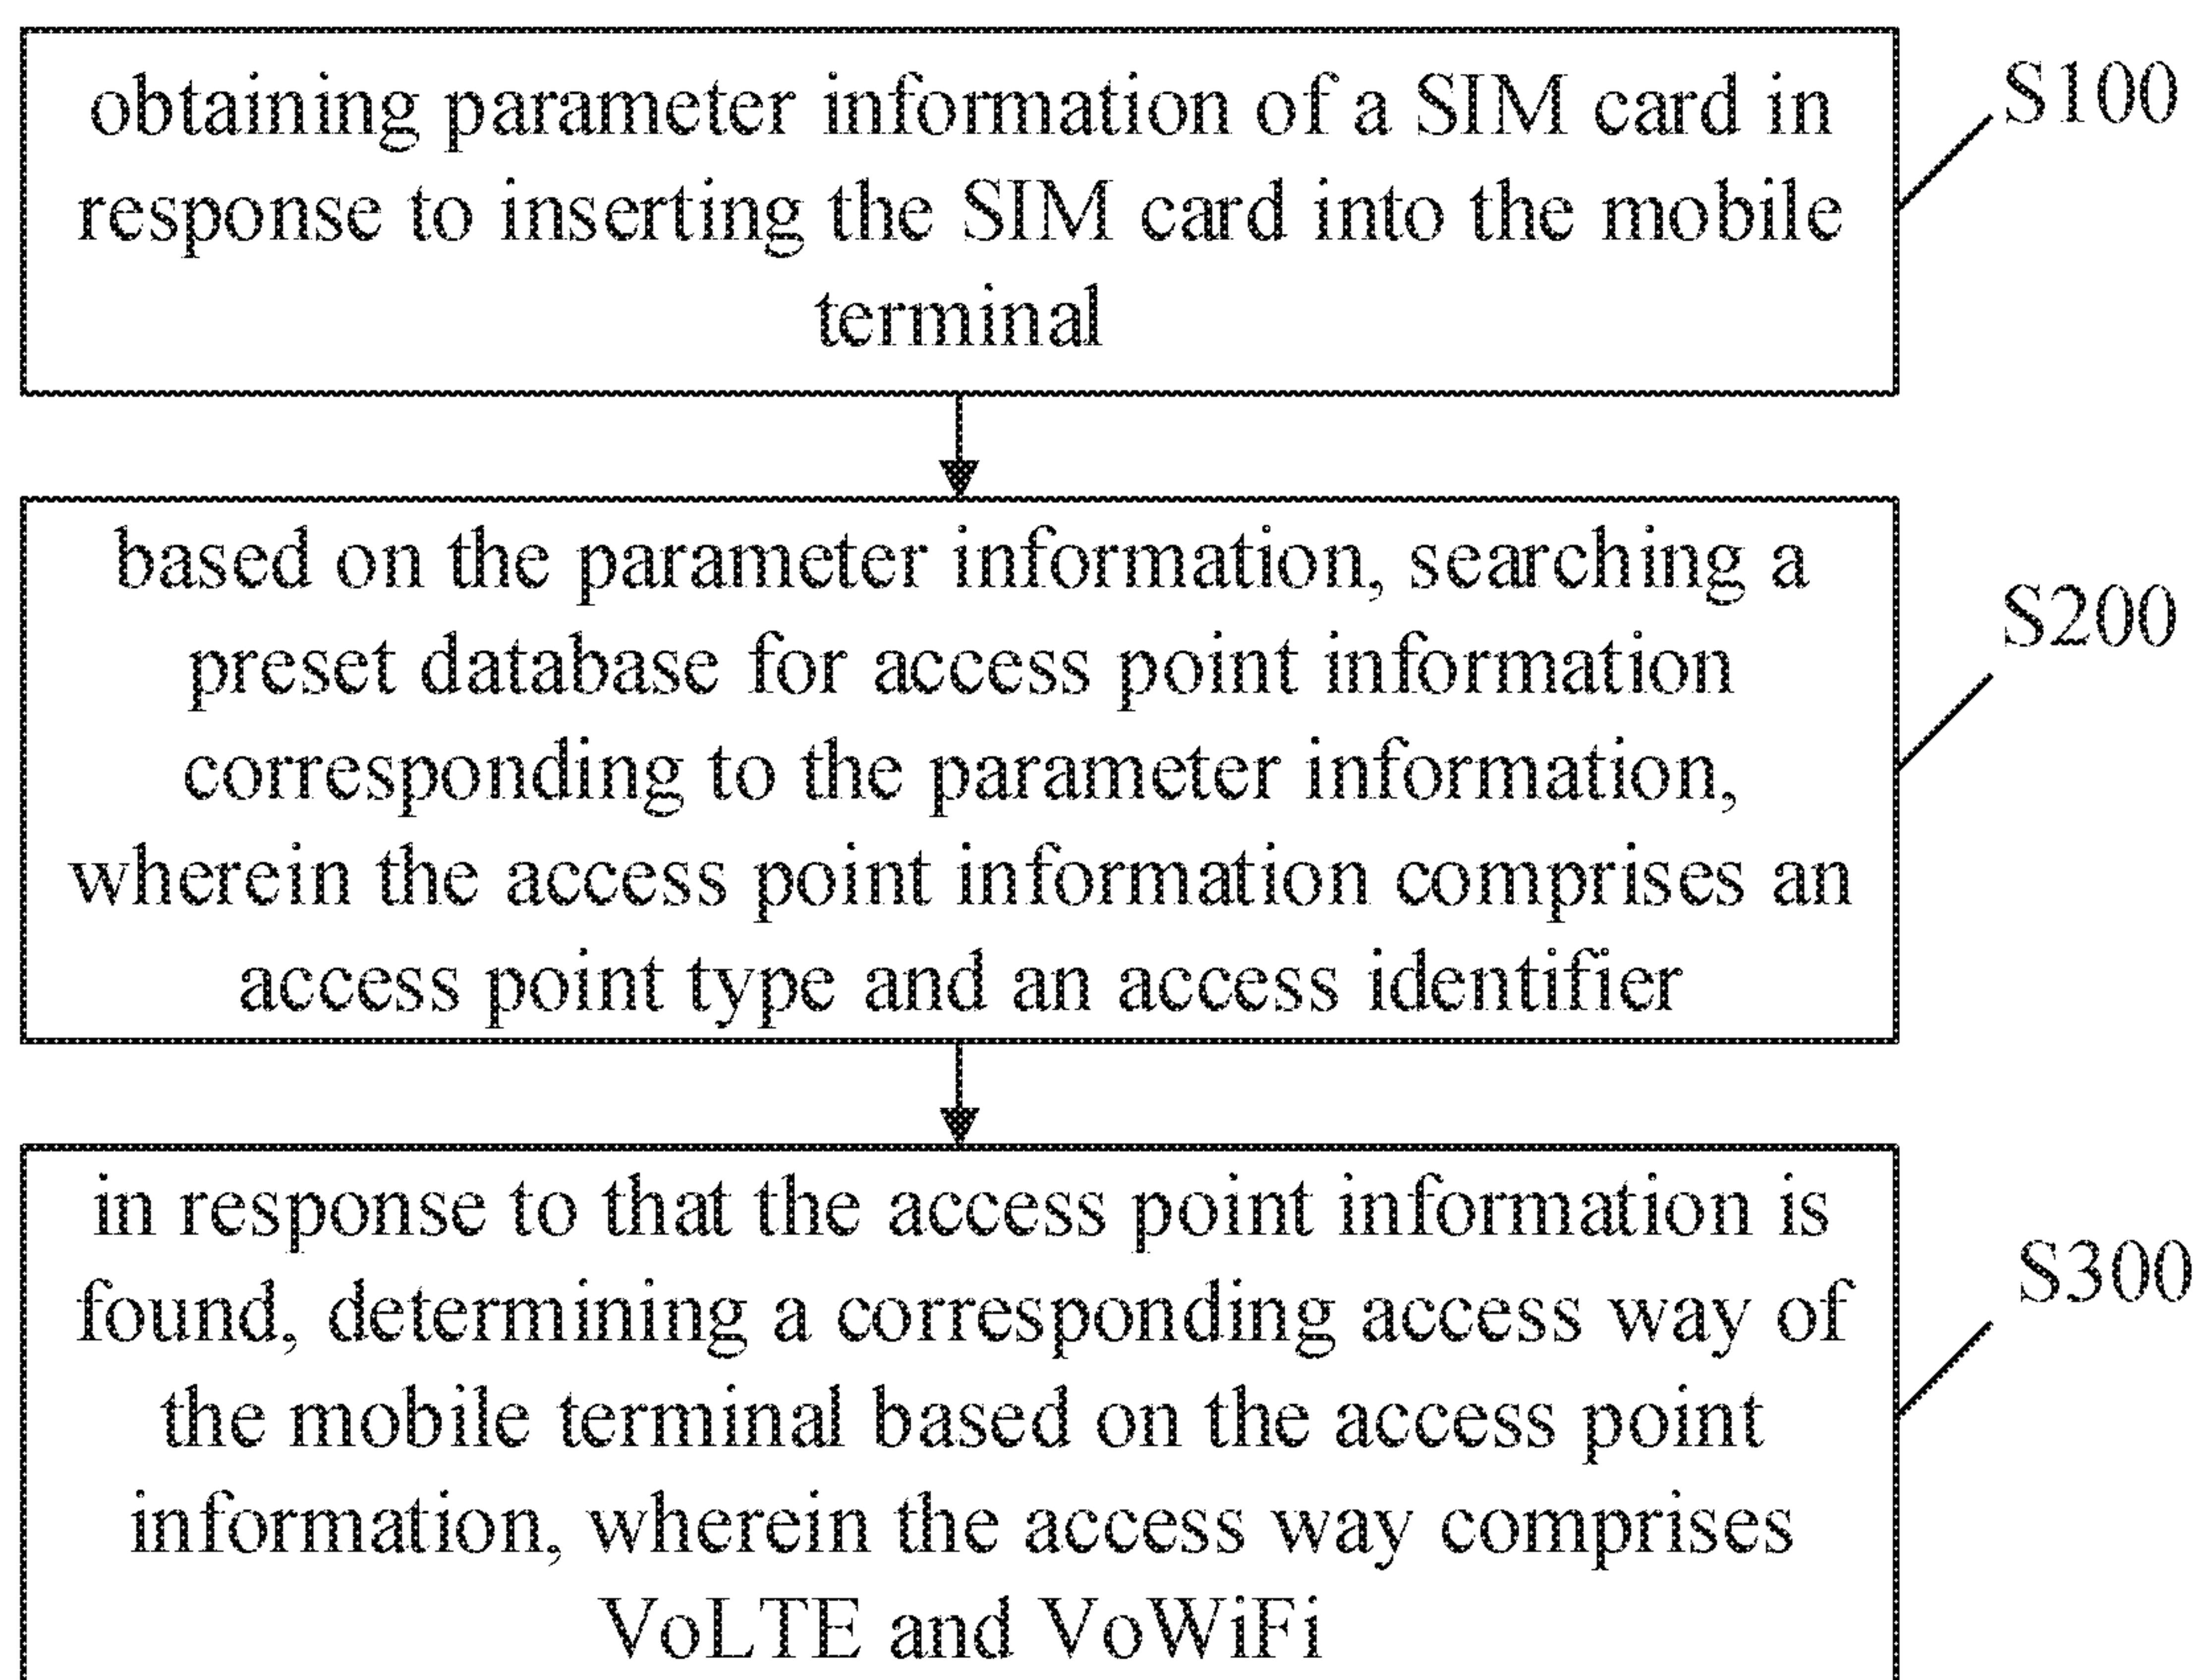 obtaining parameter information of a SIM card in
response to inserting the SIM card into the mobile
terminal
S100
based on the parameter information, searching a
preset database for access point information
corresponding to the parameter information,
wherein the access point information comprises an
access point type and an access identifier
S200
in response to that the access point information is
found, determining a corresponding access way of
the mobile terminal based on the access point
information, wherein the access way comprises
VoLTE and VoWiFi
S300